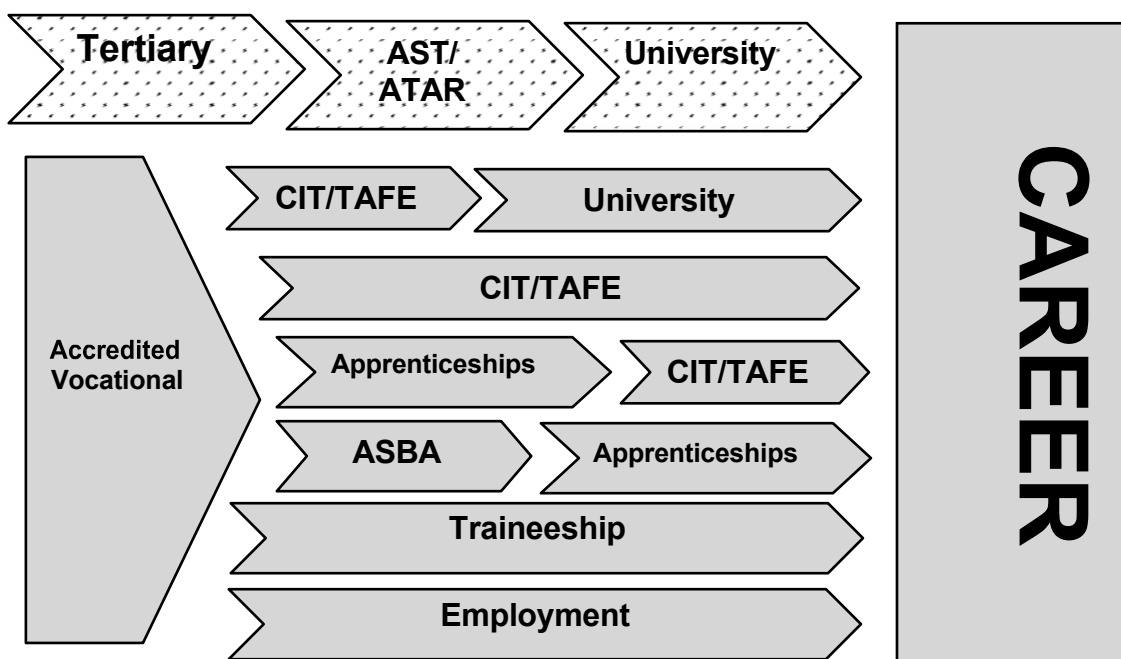 Tertiary
AST/
ATAR
University
CIT/TAFE
University
CIT/TAFE
Accredited
Vocational
Apprenticeships
CIT/TAFE
ASBA
Apprenticeships
Traineeship
Employment
CAREER